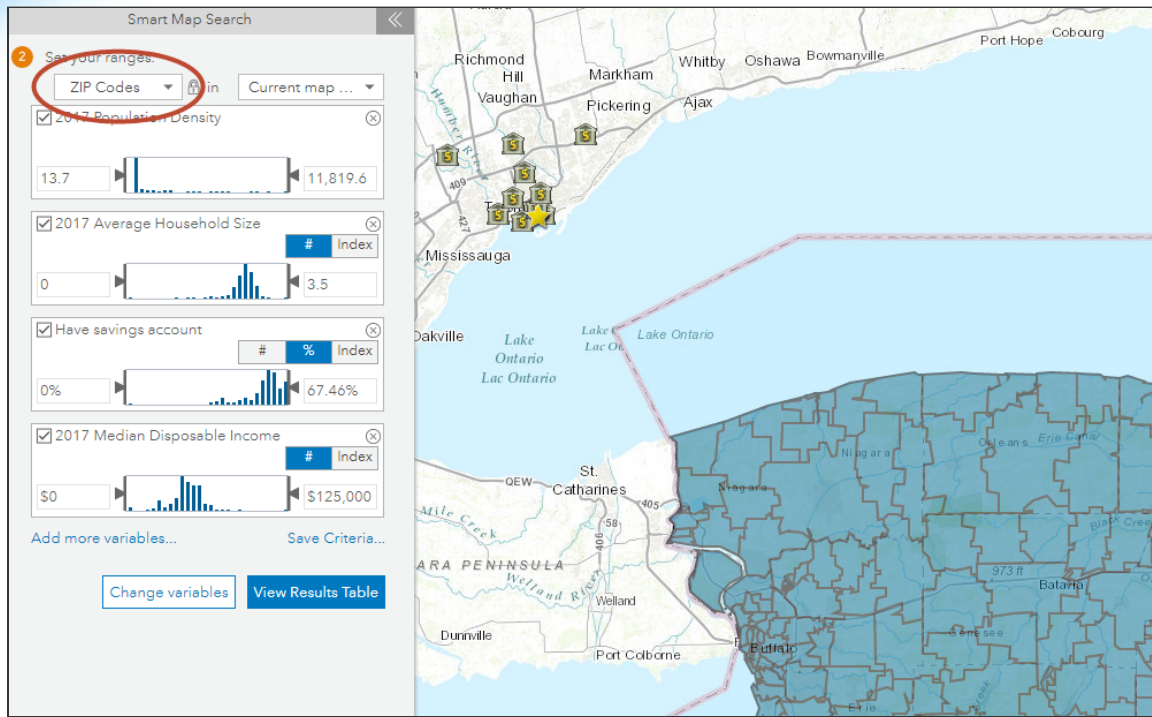 Smart Map Search
2 Set your ranges:
ZIP Codes in Current map ...
2017 Population Density
13.7 11,819.6
2017 Average Household Size
# Index
0 3.5
Have savings account
# % Index
0% 67.46%
2017 Median Disposable Income
# Index
$0 $125,000
Add more variables... Save Criteria...
Change variables View Results Table
Port Hope Cobourg
Richmond
Hill
Whitby Oshawa Bowmanville
Markham
Vaughan
Pickering Ajax
Humber River
409
427
Mississauga
Oakville
Lake
Ontario
Lac Ontario
Lake
Lac
Lake Ontario
Orleans Erie Canal
Niagara
Niagara
QEW
St.
Catharines
405
58
406
Mile Creek
Black Creek
ARA PENINSULA
Welland River
973 ft
Batavia
Welland
Genesee
Dunnville
Port Colborne
Buffalo
Erie
Creek